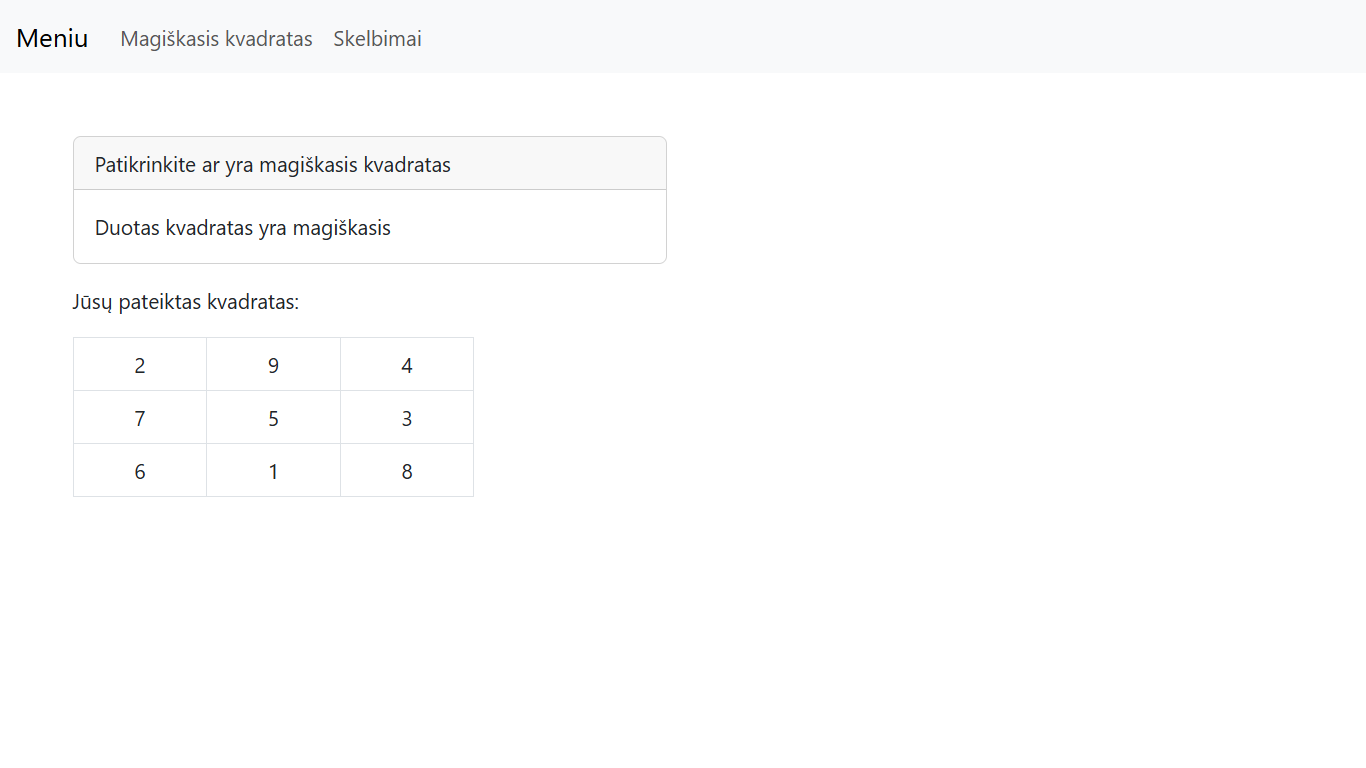 Meniu Magiškasis kvadratas Skelbimai
Patikrinkite ar yra magiškasis kvadratas
Duotas kvadratas yra magiškasis
Jūsų pateiktas kvadratas:
2 9 4
7 5 3
6 1 8